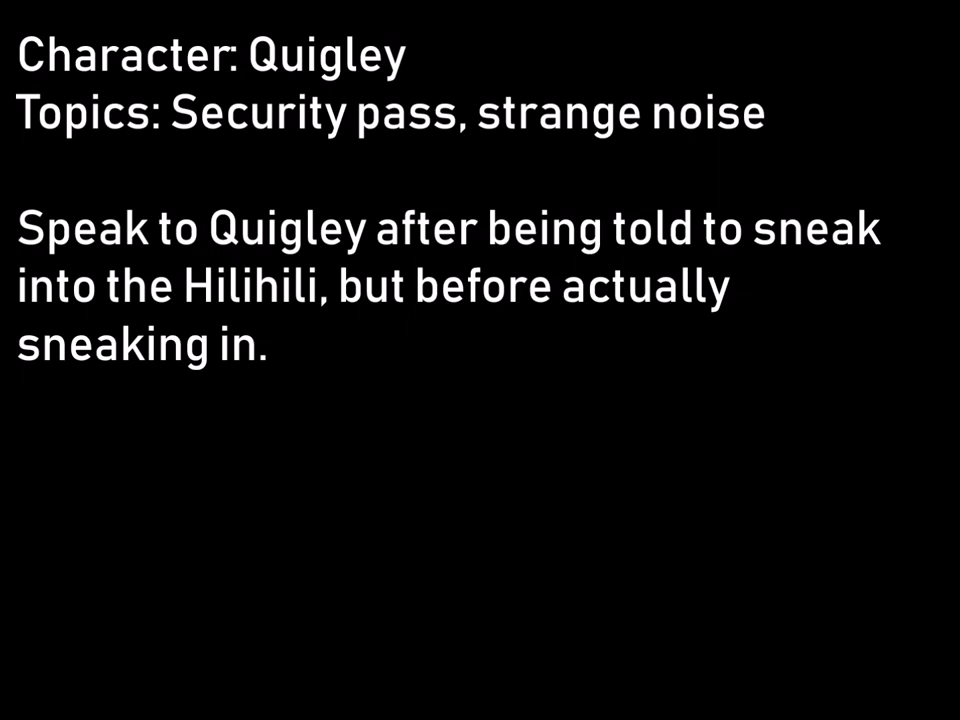 Character: Quigley
Topics: Security pass, strange noise
Speak to Quigley after being told to sneak
into the Hilihili, but before actually
sneaking in.